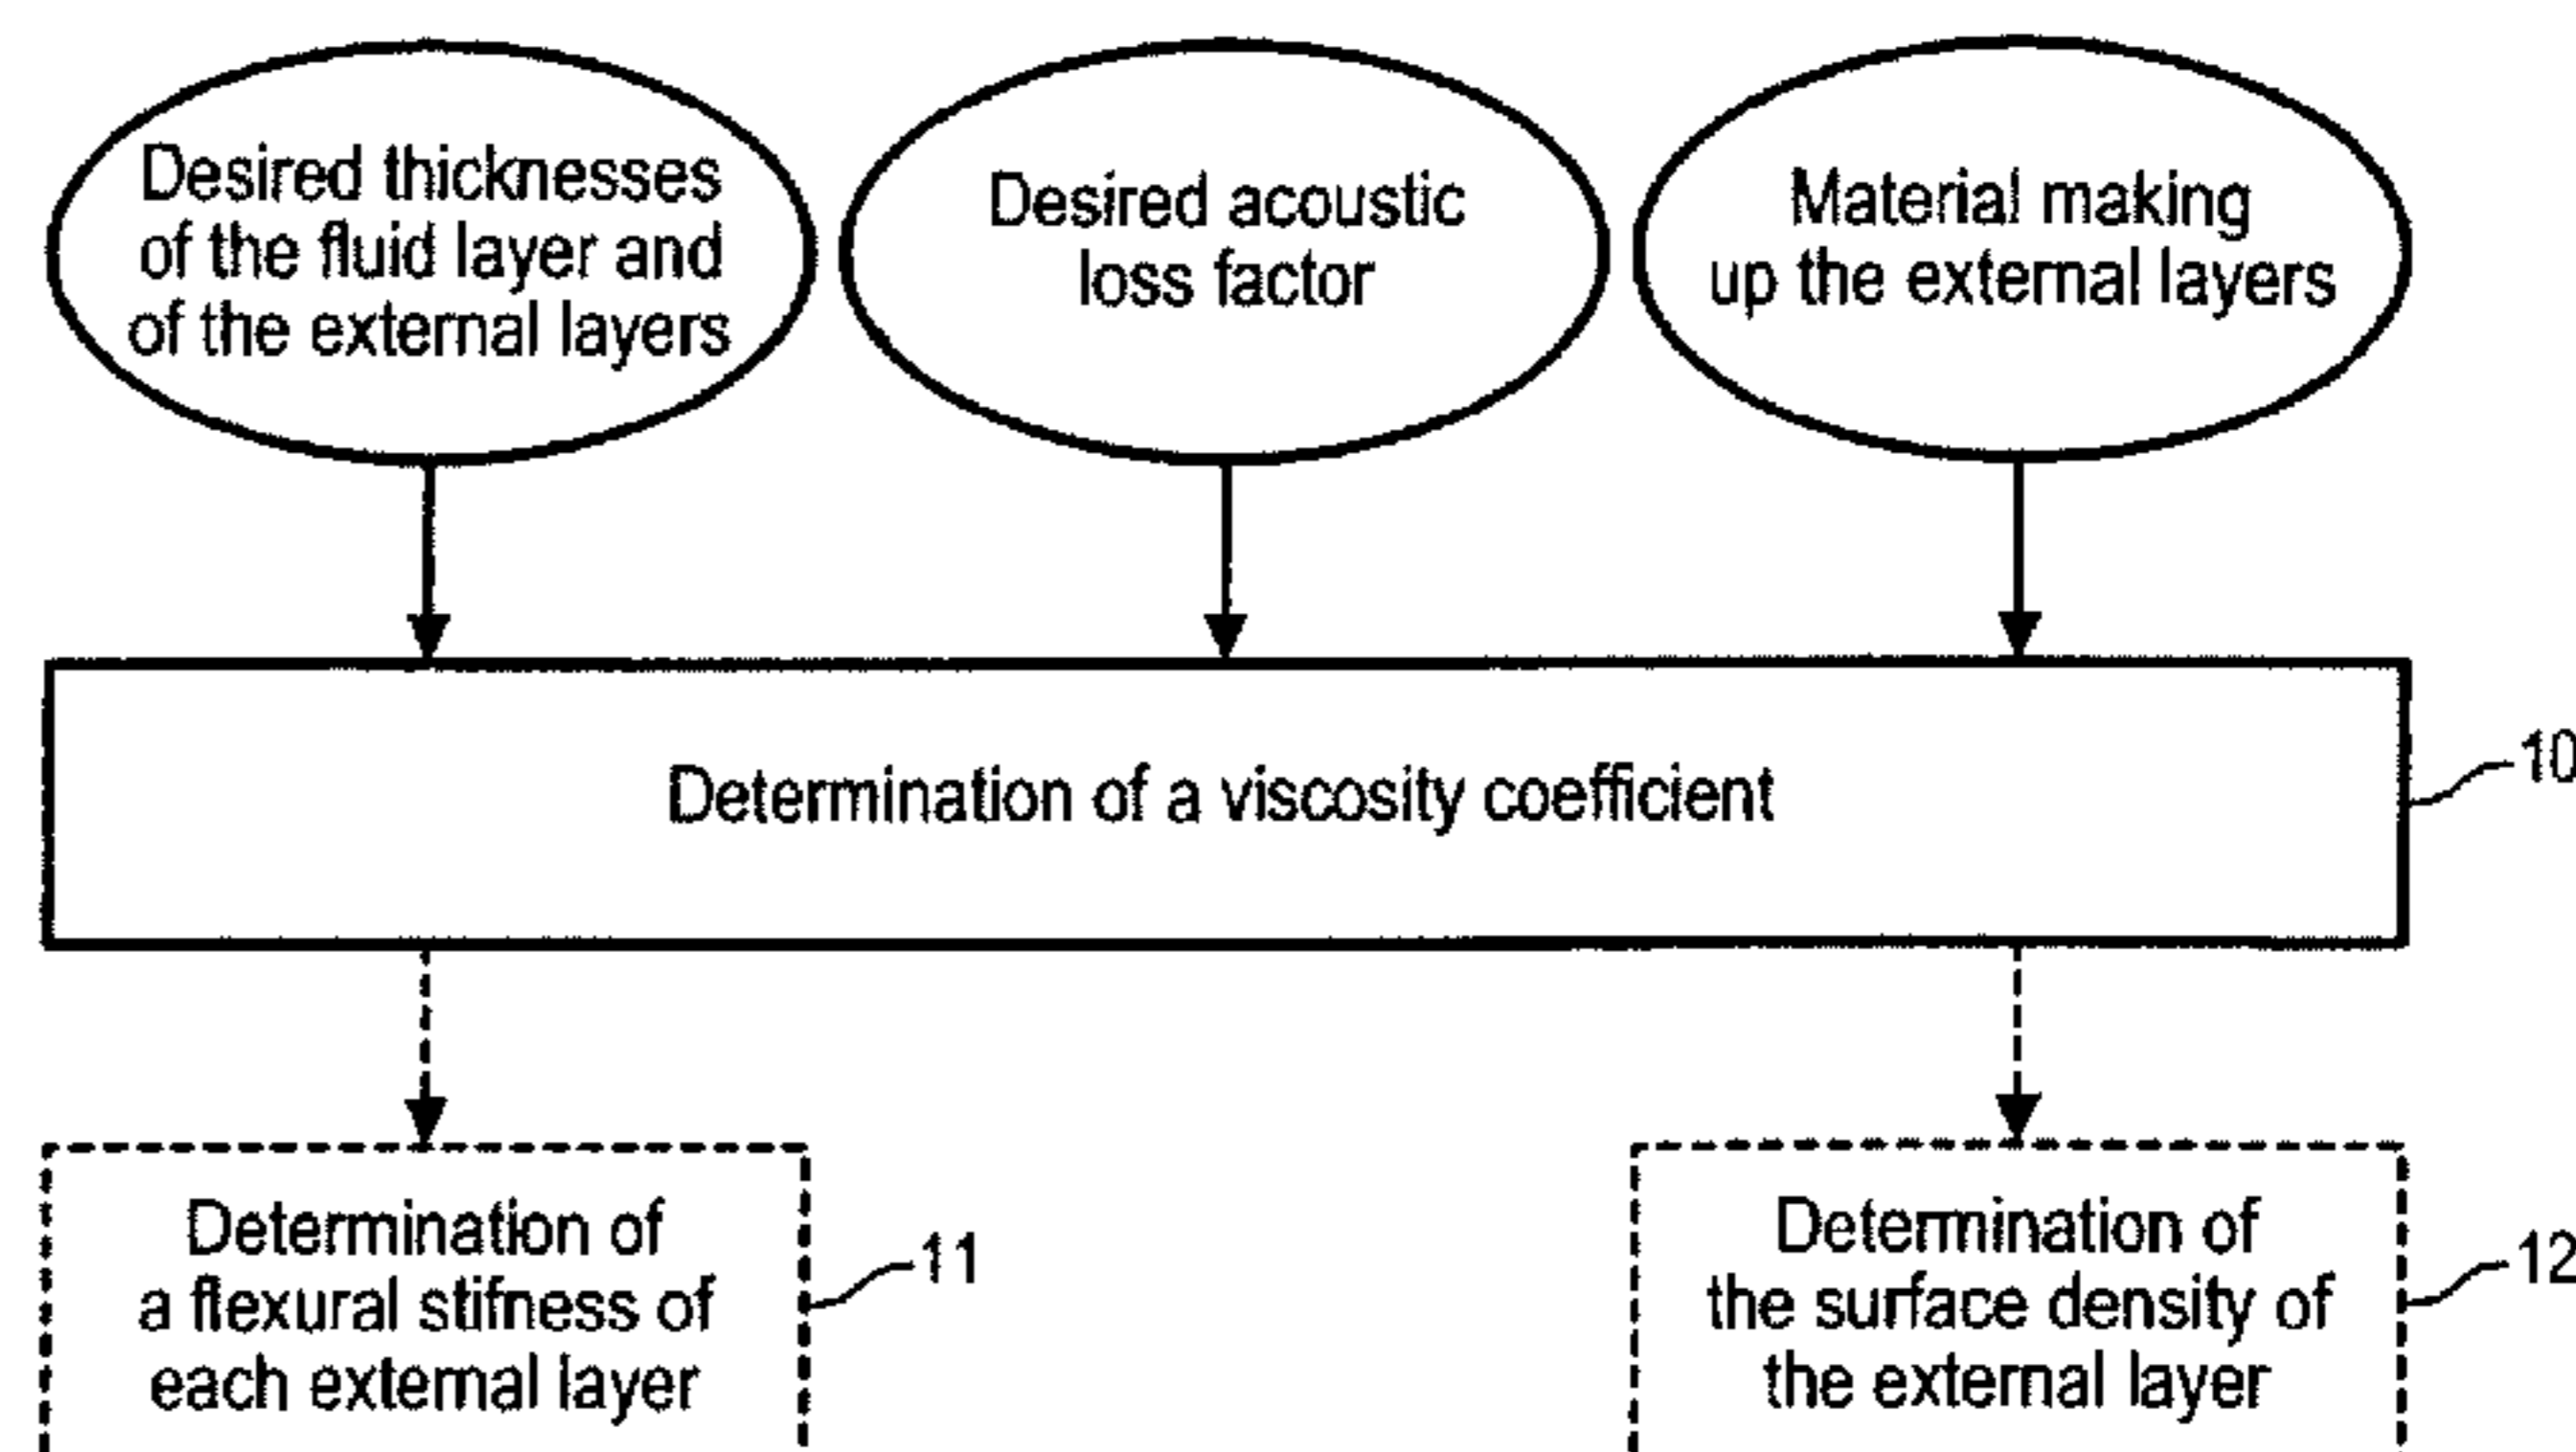 Desired thicknesses
of the fluid layer and
of the external layers
Desired acoustic
loss factor
Material making
up the external layers
Determination of a viscosity coefficient
10
Determination of
a flexural stifness of
each external layer
11
Determination of
the surface density of
the external layer
12